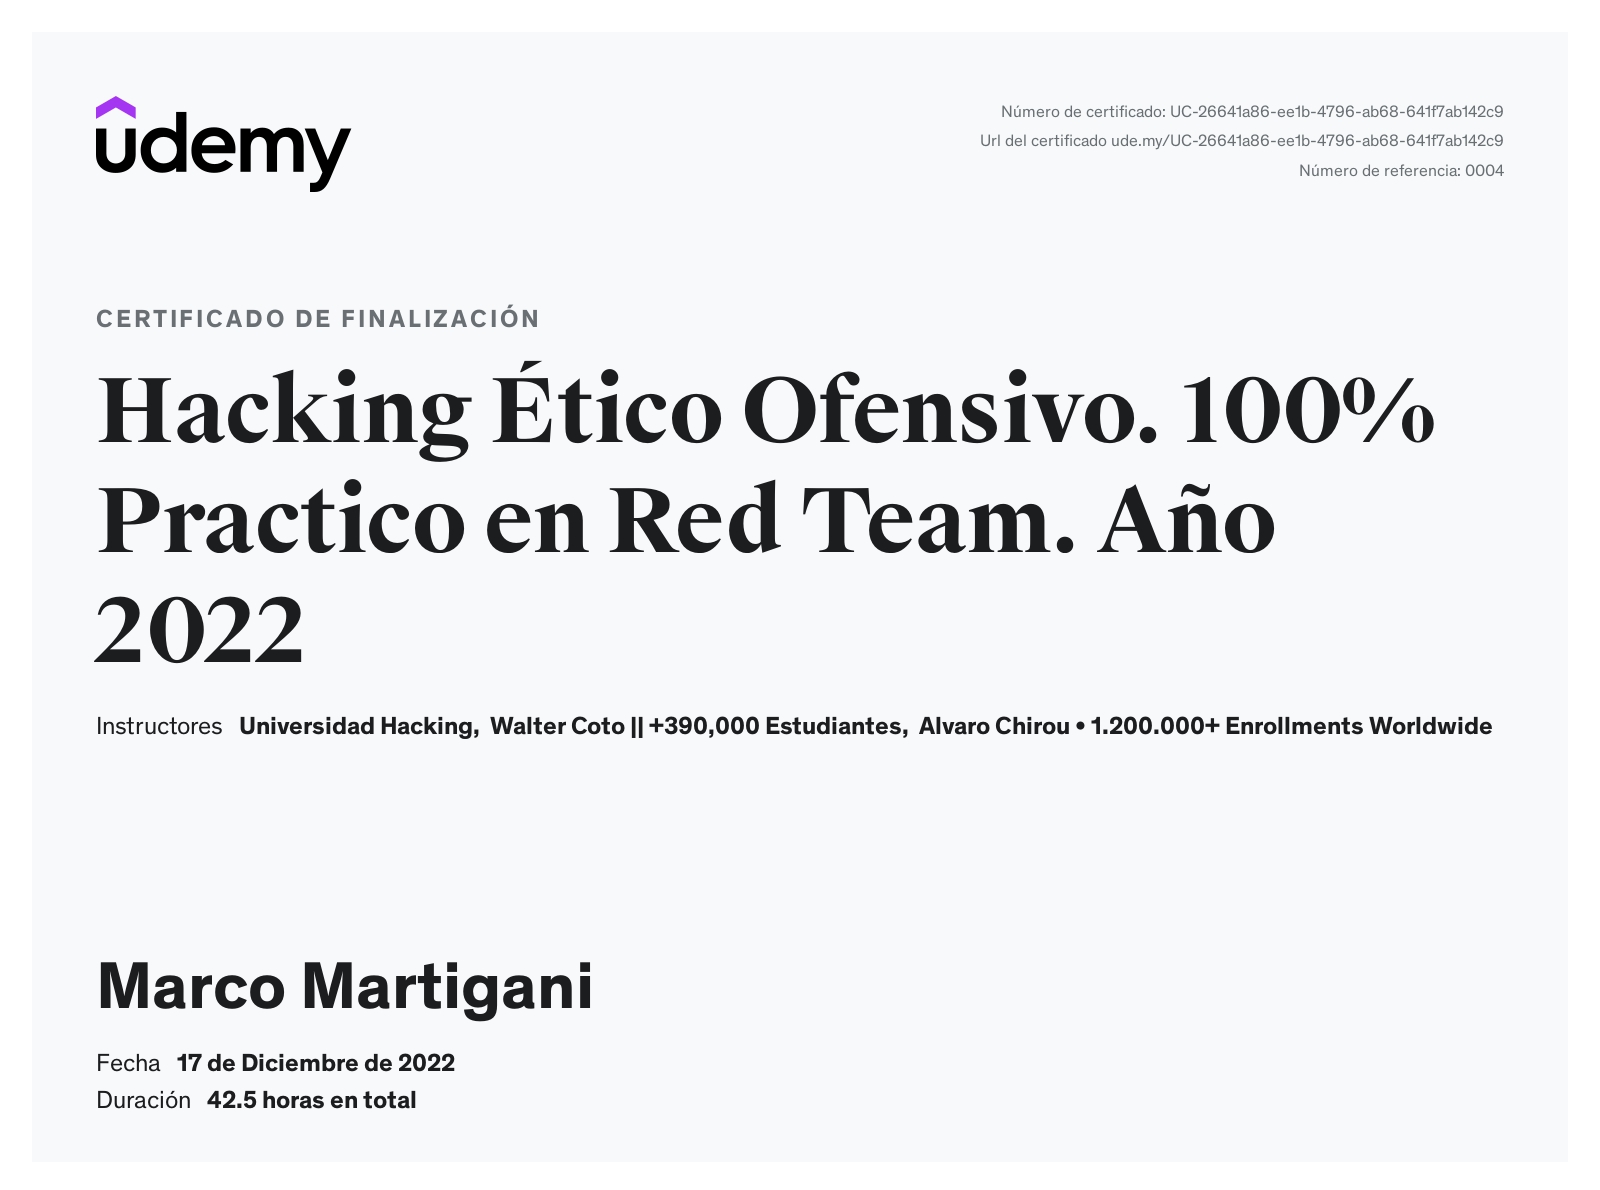 udemy
Número de certificado: UC-26641a86-ee1b-4796-ab68-641f7ab142c9
Url del certificado ude.my/UC-26641a86-ee1b-4796-ab68-641f7ab142c9
Número de referencia: 0004
CERTIFICADO DE FINALIZACIÓN
Hacking Ético Ofensivo. 100%
Practico en Red Team. Año
2022
Instructores Universidad Hacking, Walter Coto || +390,000 Estudiantes, Alvaro Chirou • 1.200.000+ Enrollments Worldwide
Marco Martigani
Fecha 17 de Diciembre de 2022
Duración 42.5 horas en total